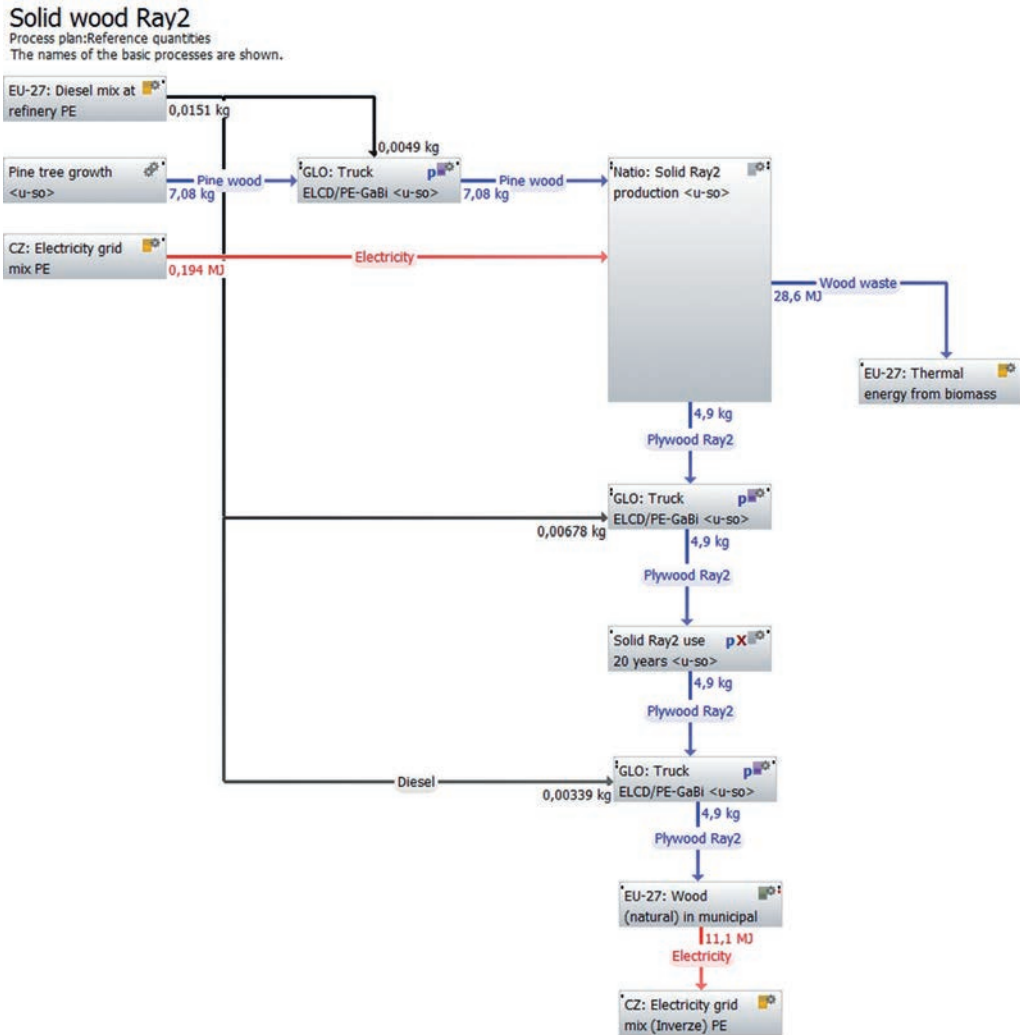 Solid wood Ray2
Process plan:Reference quantities
The names of the basic processes are shown.
EU-27: Diesel mix at
refinery PE
0,0151 kg
0,0049 kg
Pine tree growth
<u-so>
Pine wood
7,08 kg
GLO: Truck
p
ELCD/PE-GaBi <u-so>
Pine wood
7,08 kg
Natio: Solid Ray2
production <u-so>
CZ: Electricity grid
mix PE
0,194 MJ
Electricity
Wood waste
28,6 MJ
EU-27: Thermal
energy from biomass
4,9 kg
Plywood Ray2
GLO: Truck
p
ELCD/PE-GaBi <u-so>
0,00678 kg
4,9 kg
Plywood Ray2
Solid Ray2 use
pX
20 years <u-so>
4,9 kg
Plywood Ray2
GLO: Truck
p
ELCD/PE-GaBi <u-so>
Diesel
0,00339 kg
4,9 kg
Plywood Ray2
EU-27: Wood
(natural) in municipal
11,1 MJ
Electricity
CZ: Electricity grid
mix (Inverze) PE